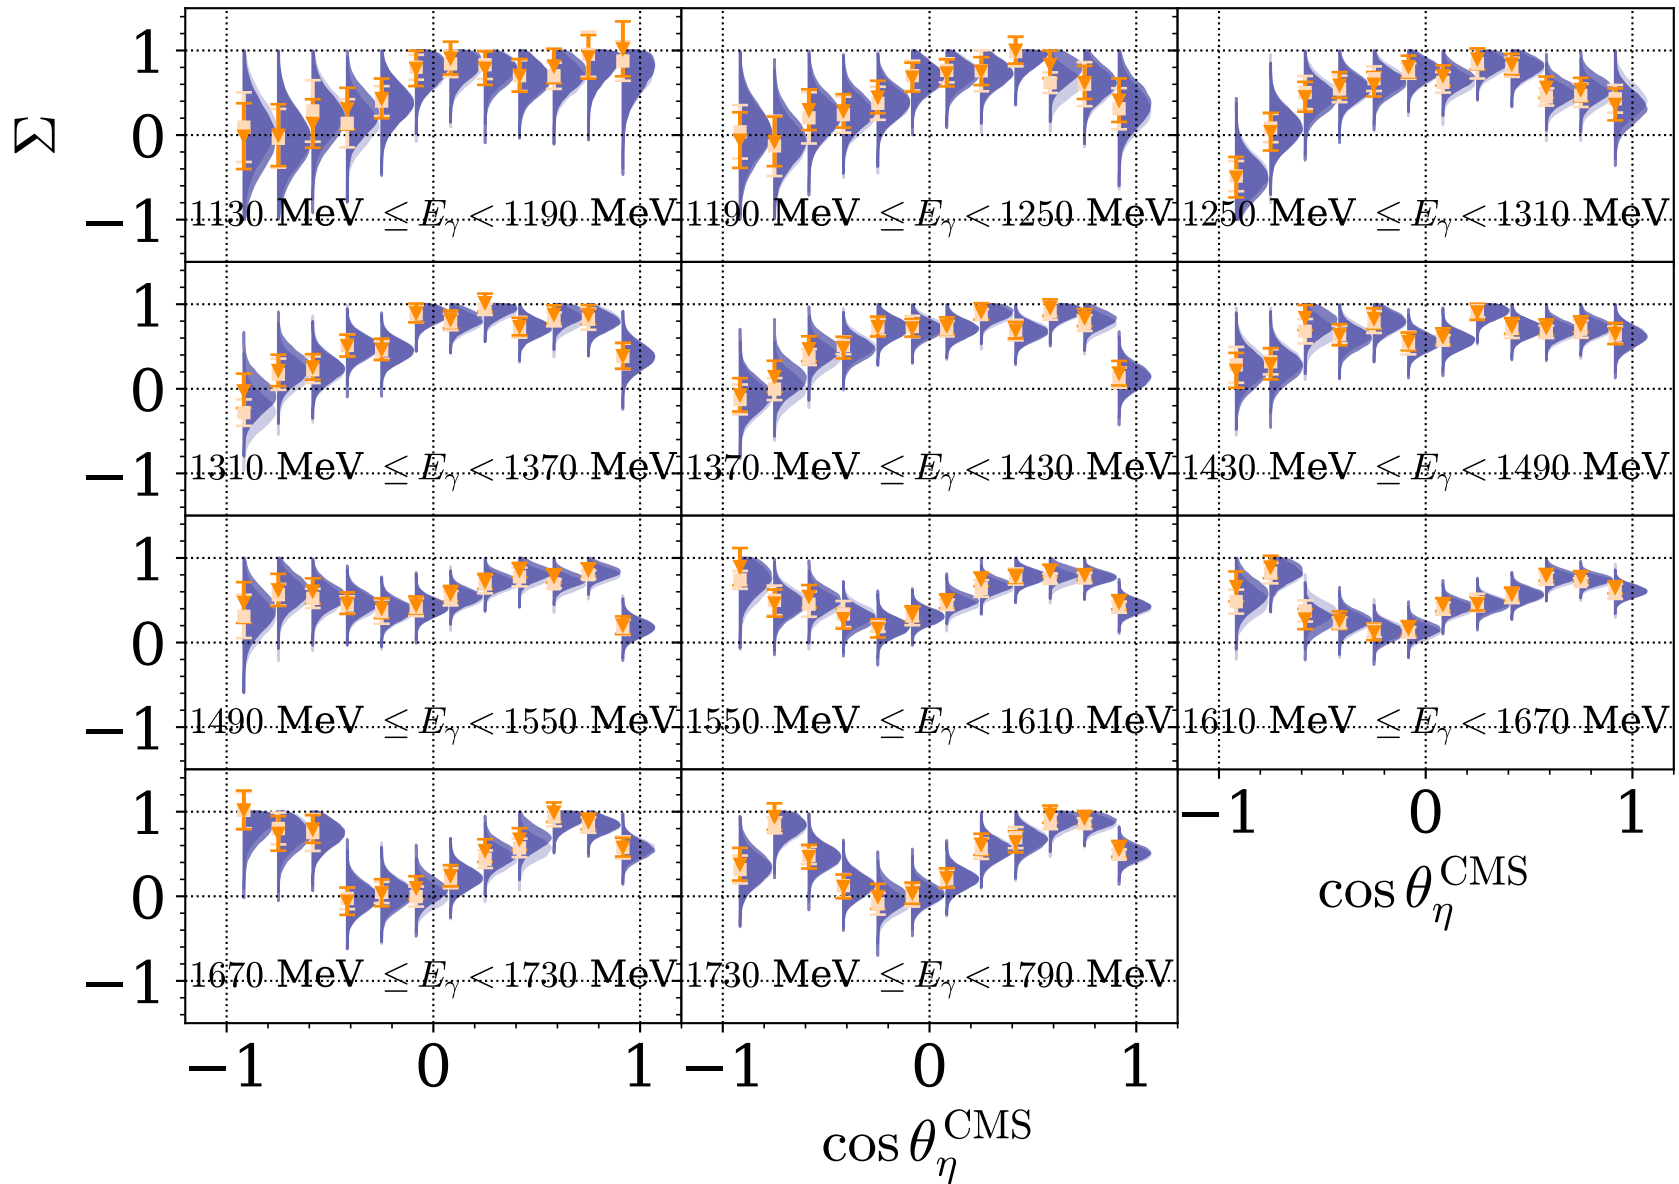 Σ
1
0
−1
1130 MeV ≤ E_γ < 1190 MeV
1190 MeV ≤ E_γ < 1250 MeV
1250 MeV ≤ E_γ < 1310 MeV
1
0
−1
1310 MeV ≤ E_γ < 1370 MeV
1370 MeV ≤ E_γ < 1430 MeV
1430 MeV ≤ E_γ < 1490 MeV
1
0
−1
1490 MeV ≤ E_γ < 1550 MeV
1550 MeV ≤ E_γ < 1610 MeV
1610 MeV ≤ E_γ < 1670 MeV
−1 0 1
cos θ_η^CMS
1
0
−1
1670 MeV ≤ E_γ < 1730 MeV
1730 MeV ≤ E_γ < 1790 MeV
−1 0 1
−1 0 1
cos θ_η^CMS